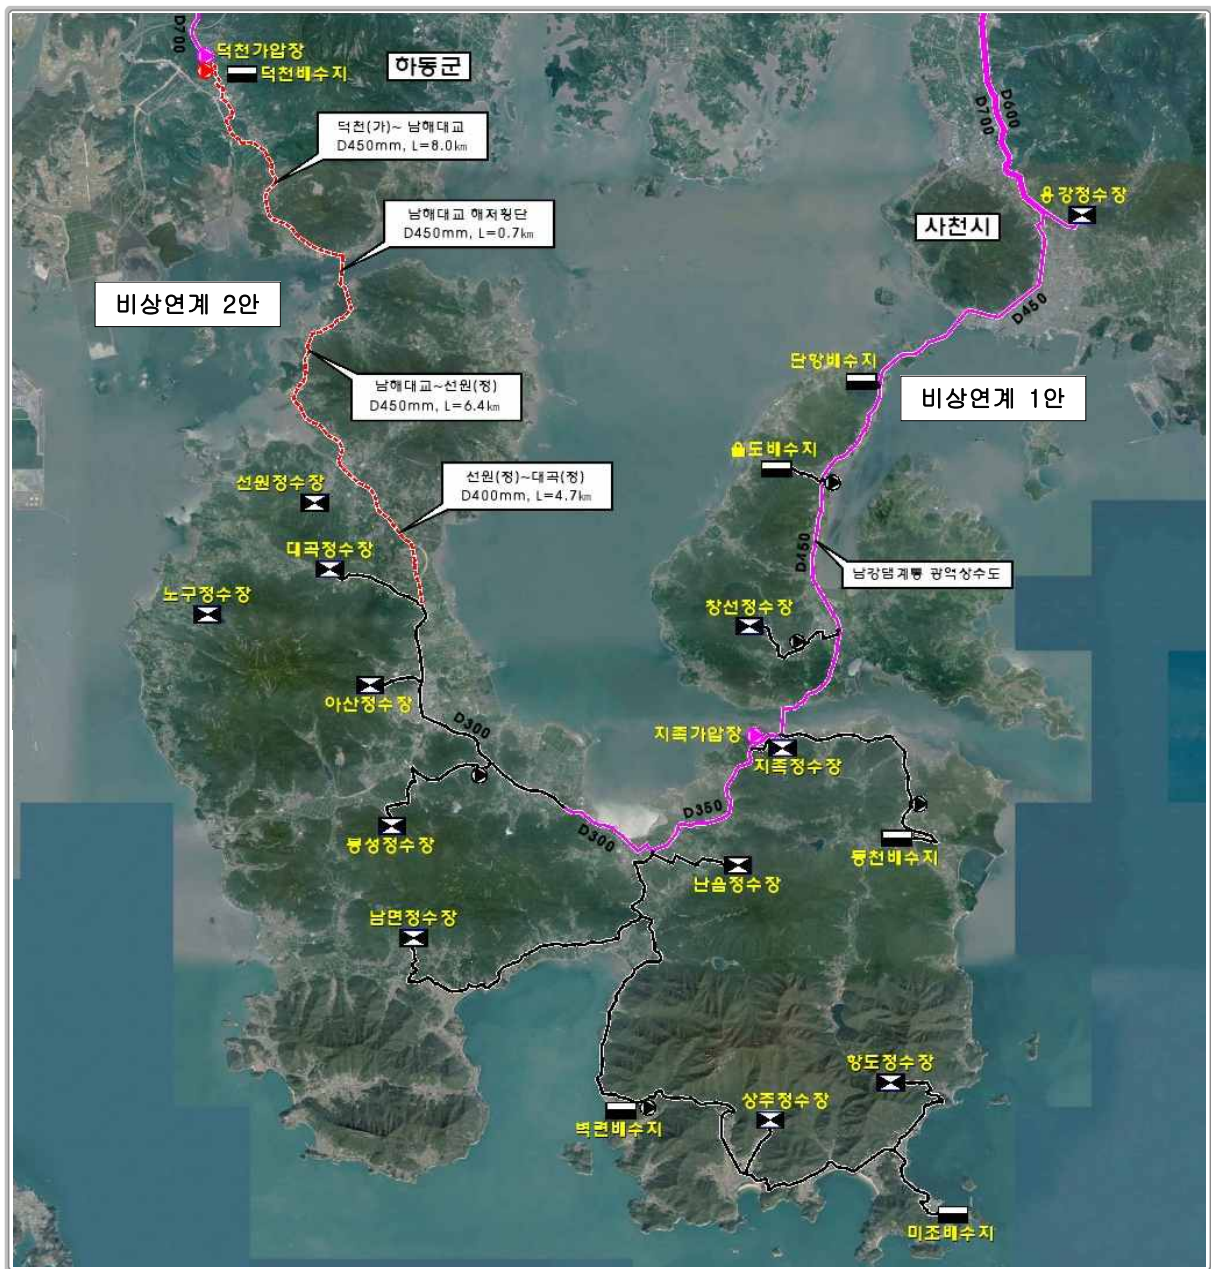 D700
덕천가압장
덕천배수지
하동군
덕천(가)~ 남해대교
D450mm, L=8.0㎞
D600
D700
용강정수장
남해대교 해저횡단
D450mm, L=0.7㎞
사천시
비상연계 2안
D450
단항배수지
비상연계 1안
남해대교~선원(정)
D450mm, L=6.4㎞
도배수지
선원(정)~대곡(정)
D400mm, L=4.7㎞
선원정수장
대곡정수장
D450
남강댐계통 광역상수도
노구정수장
창선정수장
아산정수장
D300
지족가압장
지족정수장
D350
D300
봉성정수장
동천배수지
난음정수장
남면정수장
항도정수장
상주정수장
벽련배수지
미조배수지